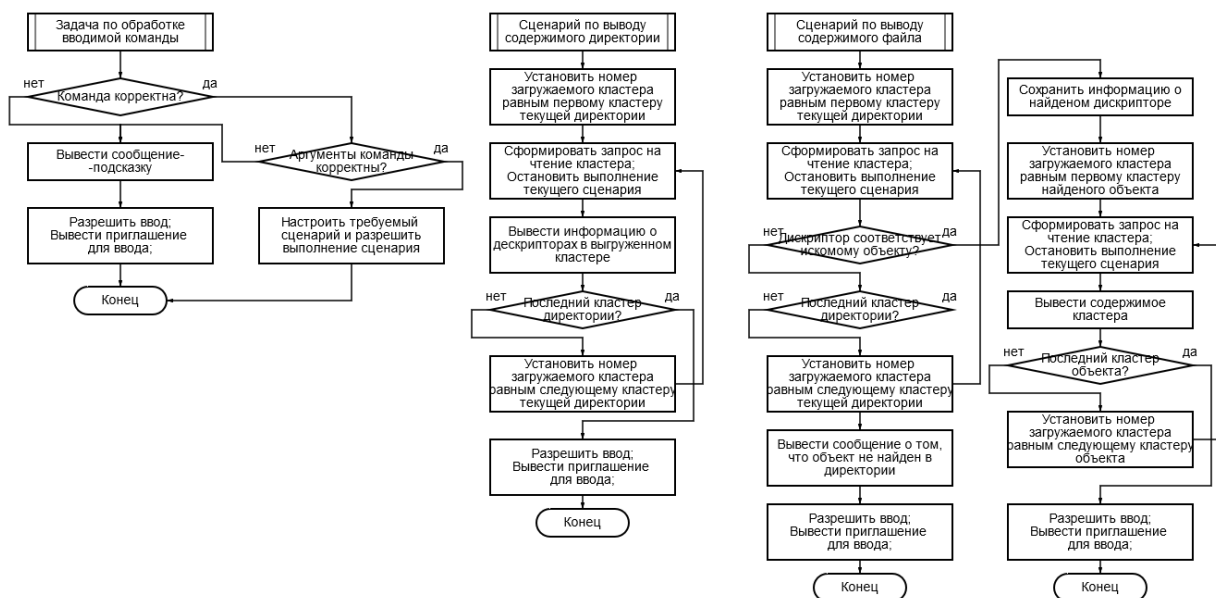 Задача по обработке
вводимой команды
нет
да
Команда корректна?
нет
да
Аргументы команды
корректны?
Вывести сообщение-
-подсказку
Разрешить ввод;
Вывести приглашение
для ввода;
Настроить требуемый
сценарий и разрешить
выполнение сценария
Конец
Сценарий по выводу
содержимого директории
Установить номер
загружаемого кластера
равным первому кластеру
текущей директории
Сформировать запрос на
чтение кластера;
Остановить выполнение
текущего сценария
Вывести информацию о
дескрипторах в выгруженном
кластере
нет
да
Последний кластер
директории?
Установить номер
загружаемого кластера
равным следующему кластеру
текущей директории
Разрешить ввод;
Вывести приглашение
для ввода;
Конец
Сценарий по выводу
содержимого файла
Установить номер
загружаемого кластера
равным первому кластеру
текущей директории
Сформировать запрос на
чтение кластера;
Остановить выполнение
текущего сценария
нет
да
Дискриптор соответствует
искомому объекту?
нет
да
Последний кластер
директории?
Установить номер
загружаемого кластера
равным следующему кластеру
текущей директории
Вывести сообщение о том,
что объект не найден в
директории
Разрешить ввод;
Вывести приглашение
для ввода;
Конец
Сохранить информацию о
найденом дискрипторе
Установить номер
загружаемого кластера
равным первому кластеру
найденого объекта
Сформировать запрос на
чтение кластера;
Остановить выполнение
текущего сценария
Вывести содержимое
кластера
нет
да
Последний кластер
объекта?
Установить номер
загружаемого кластера
равным следующему кластеру
объекта
Разрешить ввод;
Вывести приглашение
для ввода;
Конец